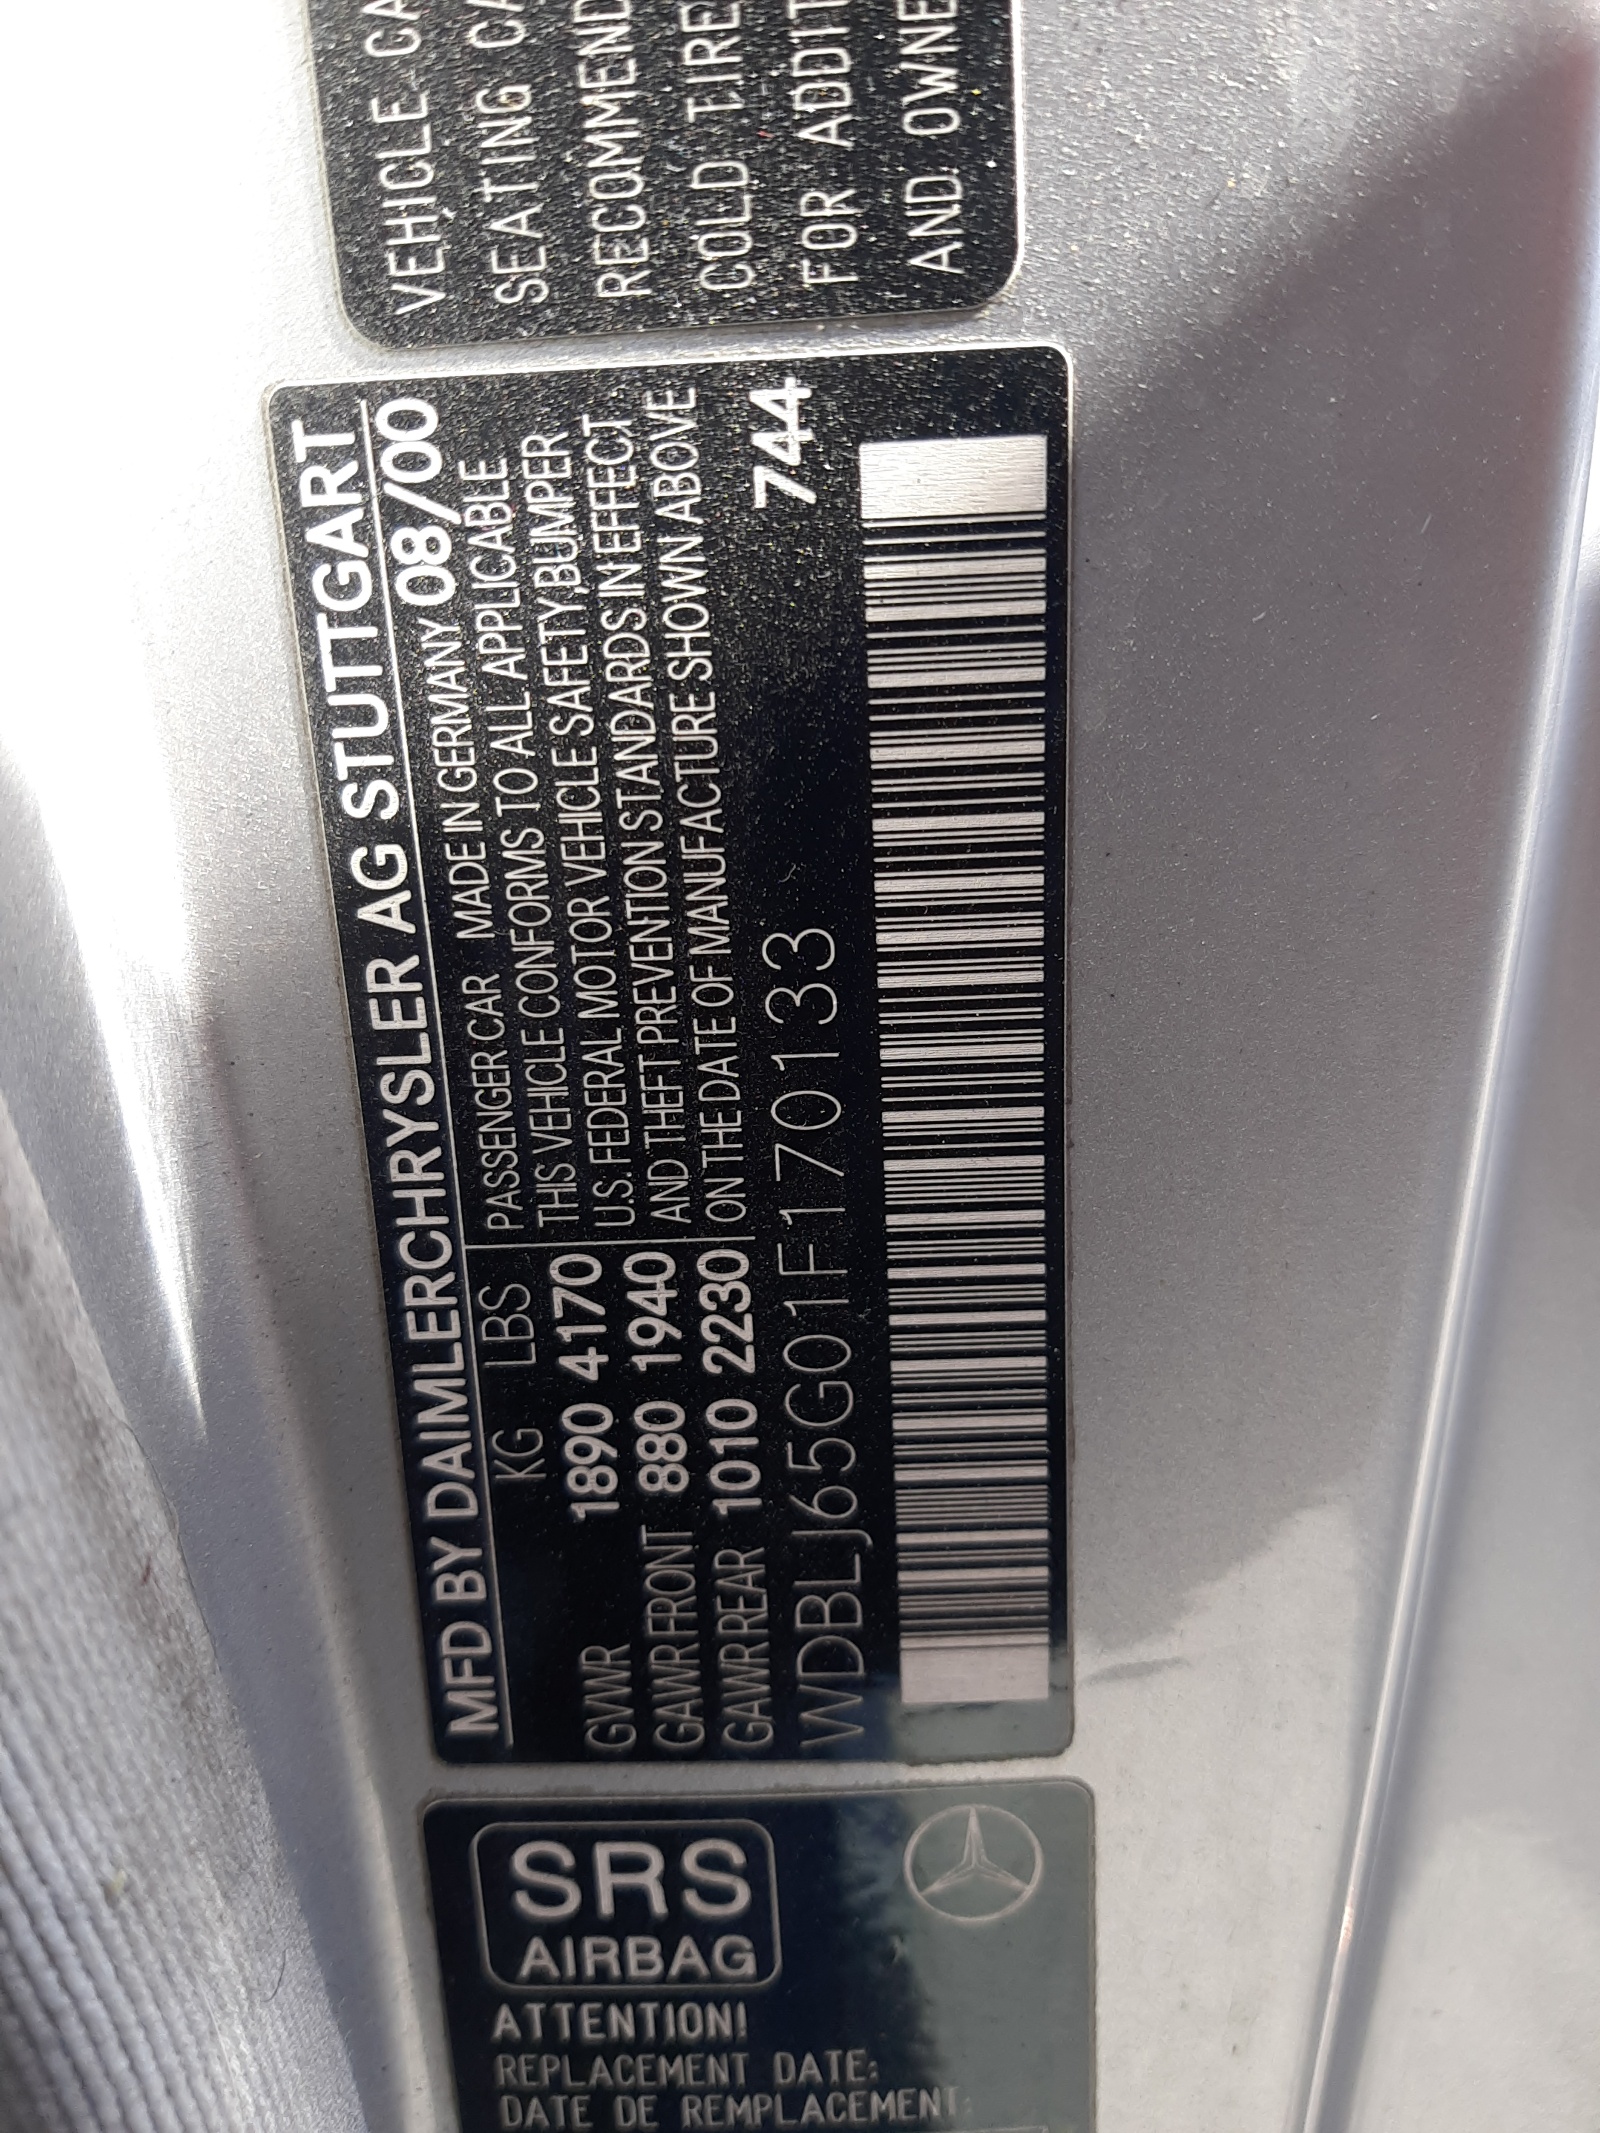 VEHICLE CA
SEATING CA
RECOMMEND
COLD TIRE
FOR ADDIT
AND OWNE
MFD BY DAIMLERCHRYSLER AG STUTTGART
KG LBS PASSENGER CAR MADE IN GERMANY 08/00
GVWR 1890 4170 THIS VEHICLE CONFORMS TO ALL APPLICABLE
U.S. FEDERAL MOTOR VEHICLE SAFETY,BUMPER
GAWR FRONT 880 1940 AND THEFT PREVENTION STANDARDS IN EFFECT
GAWR REAR 1010 2230 ON THE DATE OF MANUFACTURE SHOWN ABOVE
WDBLJ65G01F170133 744
SRS
AIRBAG
ATTENTION!
REPLACEMENT DATE:
DATE DE REMPLACEMENT: